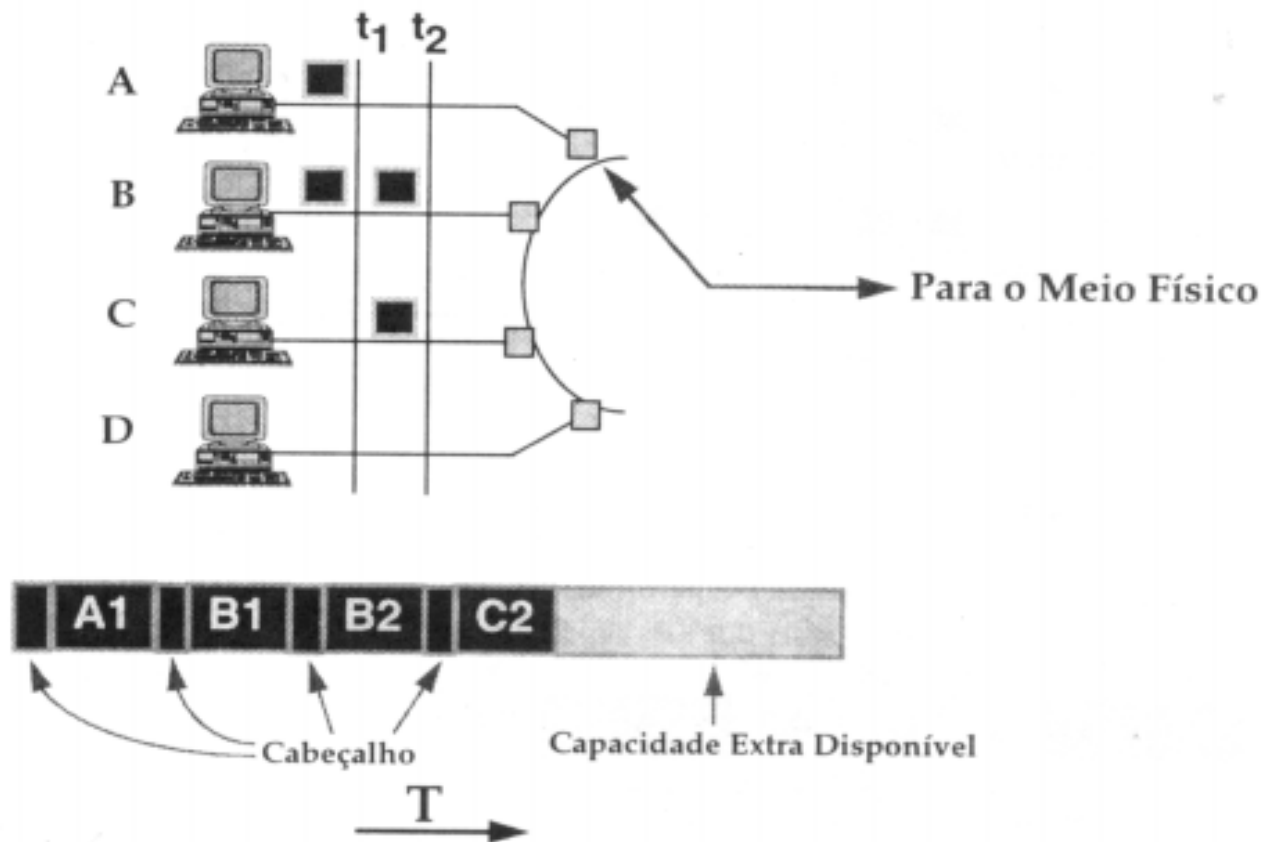 t1 t2
A
B
C
D
Para o Meio Físico
A1 B1 B2 C2
Cabeçalho
Capacidade Extra Disponível
T